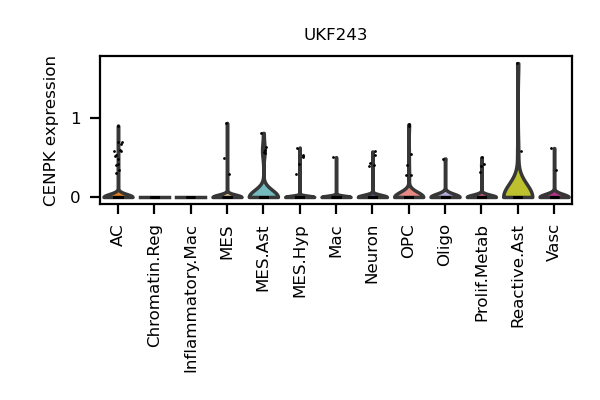 UKF243
CENPK expression
1
0
AC
Chromatin.Reg
Inflammatory.Mac
MES
MES.Ast
MES.Hyp
Mac
Neuron
OPC
Oligo
Prolif.Metab
Reactive.Ast
Vasc